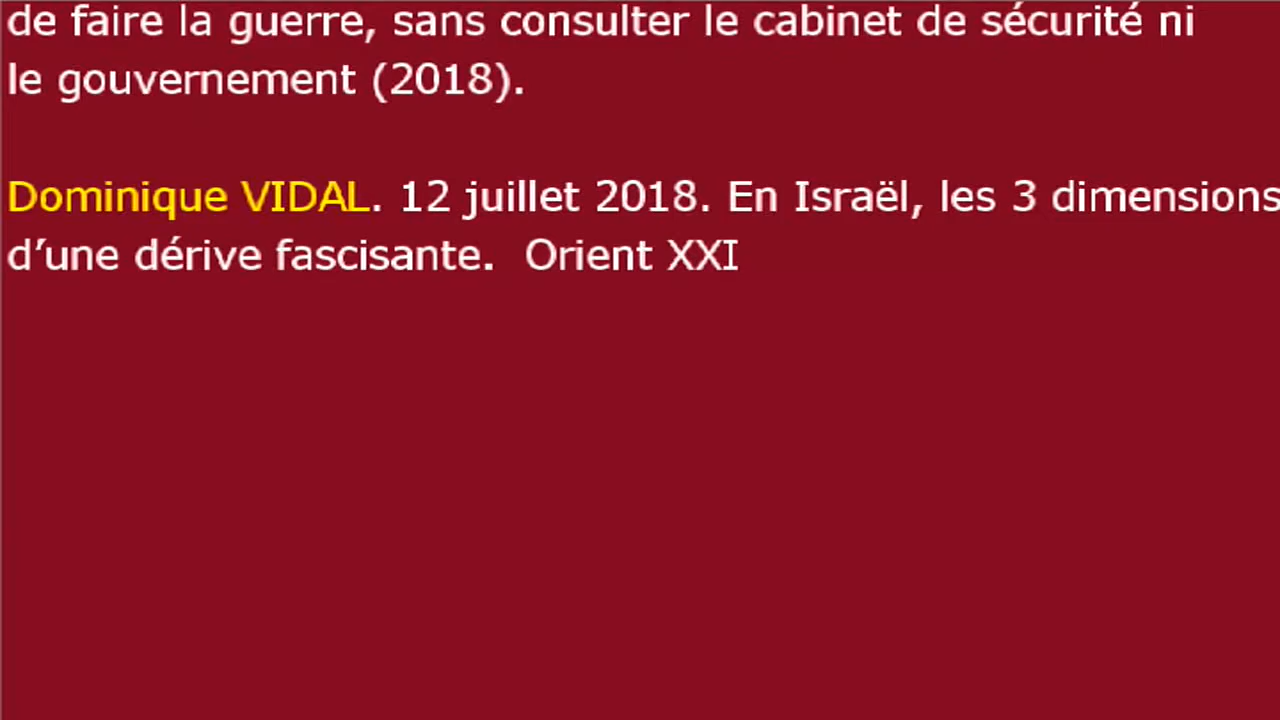 de faire la guerre, sans consulter le cabinet de sécurité ni
le gouvernement (2018).
Dominique VIDAL. 12 juillet 2018. En Israël, les 3 dimensions
d’une dérive fascisante.  Orient XXI